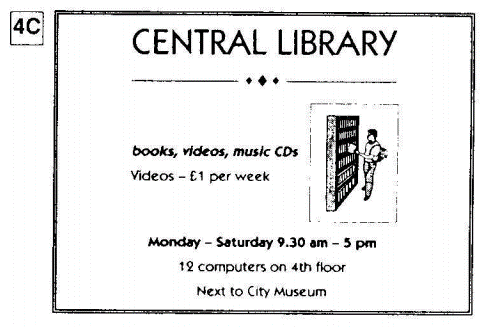 4C
CENTRAL LIBRARY
books, videos, music CDs
Videos – £1 per week
Monday – Saturday 9.30 am – 5 pm
12 computers on 4th floor
Next to City Museum